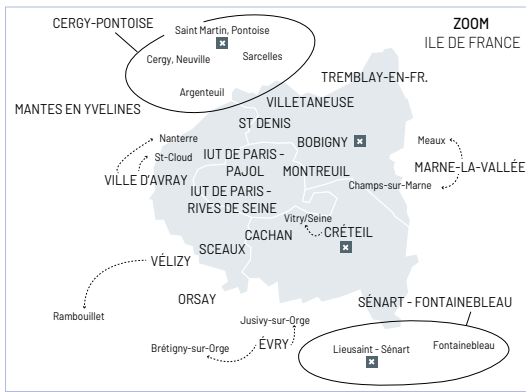 CERGY-PONTOISE
Saint Martin, Pontoise
ZOOM
ILE DE FRANCE
Cergy, Neuville
Sarcelles
Argenteuil
TREMBLAY-EN-FR.
MANTES EN YVELINES
VILLETANEUSE
ST DENIS
Nanterre
BOBIGNY
Meaux
St-Cloud
IUT DE PARIS -
PAJOL
MONTREUIL
MARNE-LA-VALLÉE
VILLE D'AVRAY
Champs-sur-Marne
IUT DE PARIS -
RIVES DE SEINE
Vitry/Seine
CACHAN
CRÉTEIL
SCEAUX
VÉLIZY
ORSAY
SÉNART - FONTAINEBLEAU
Rambouillet
Jusivy-sur-Orge
Brétigny-sur-Orge
ÉVRY
Lieusaint - Sénart
Fontainebleau